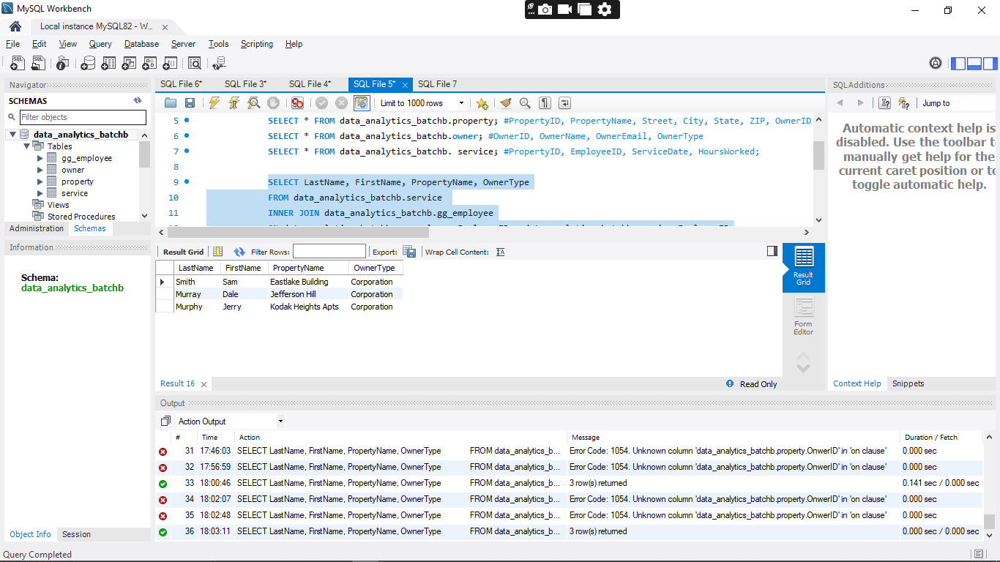 MySQL Workbench
Local instance MySQL82 - W...
File Edit View Query Database Server Tools Scripting Help
Navigator
SCHEMAS
Filter objects
data_analytics_batchb
Tables
gg_employee
owner
property
service
Views
Stored Procedures
Administration Schemas
Information
Schema:
data_analytics_batchb
Object Info Session
SQL File 6* SQL File 3* SQL File 4* SQL File 5* SQL File 7
Limit to 1000 rows
5 SELECT * FROM data_analytics_batchb.property; #PropertyID, PropertyName, Street, City, State, ZIP, OwnerID
6 SELECT * FROM data_analytics_batchb.owner; #OwnerID, OwnerName, OwnerEmail, OwnerType
7 SELECT * FROM data_analytics_batchb. service; #PropertyID, EmployeeID, ServiceDate, HoursWorked;
8
9 SELECT LastName, FirstName, PropertyName, OwnerType
10 FROM data_analytics_batchb.service
11 INNER JOIN data_analytics_batchb.gg_employee
Result Grid Filter Rows: Export: Wrap Cell Content:
LastName FirstName PropertyName OwnerType
Smith Sam Eastlake Building Corporation
Murray Dale Jefferson Hill Corporation
Murphy Jerry Kodak Heights Apts Corporation
Result Grid
Form Editor
Result 16
Read Only
SQLAdditions
Jump to
Automatic context help is
disabled. Use the toolbar t
manually get help for the
current caret position or to
toggle automatic help.
Context Help Snippets
Output
Action Output
# Time Action Message Duration / Fetch
31 17:46:03 SELECT LastName, FirstName, PropertyName, OwnerType FROM data_analytics_b... Error Code: 1054. Unknown column 'data_analytics_batchb.property.OnwerID' in 'on clause' 0.000 sec
32 17:56:59 SELECT LastName, FirstName, PropertyName, OwnerType FROM data_analytics_b... Error Code: 1054. Unknown column 'data_analytics_batchb.property.OnwerID' in 'on clause' 0.000 sec
33 18:00:46 SELECT LastName, FirstName, PropertyName, OwnerType FROM data_analytics_b... 3 row(s) returned 0.141 sec / 0.000 sec
34 18:02:07 SELECT LastName, FirstName, PropertyName, OwnerType FROM data_analytics_b... Error Code: 1054. Unknown column 'data_analytics_batchb.property.OnwerID' in 'on clause' 0.000 sec
35 18:02:48 SELECT LastName, FirstName, PropertyName, OwnerType FROM data_analytics_b... Error Code: 1054. Unknown column 'data_analytics_batchb.property.OnwerID' in 'on clause' 0.000 sec
36 18:03:11 SELECT LastName, FirstName, PropertyName, OwnerType FROM data_analytics_b... 3 row(s) returned 0.000 sec / 0.000 sec
Query Completed